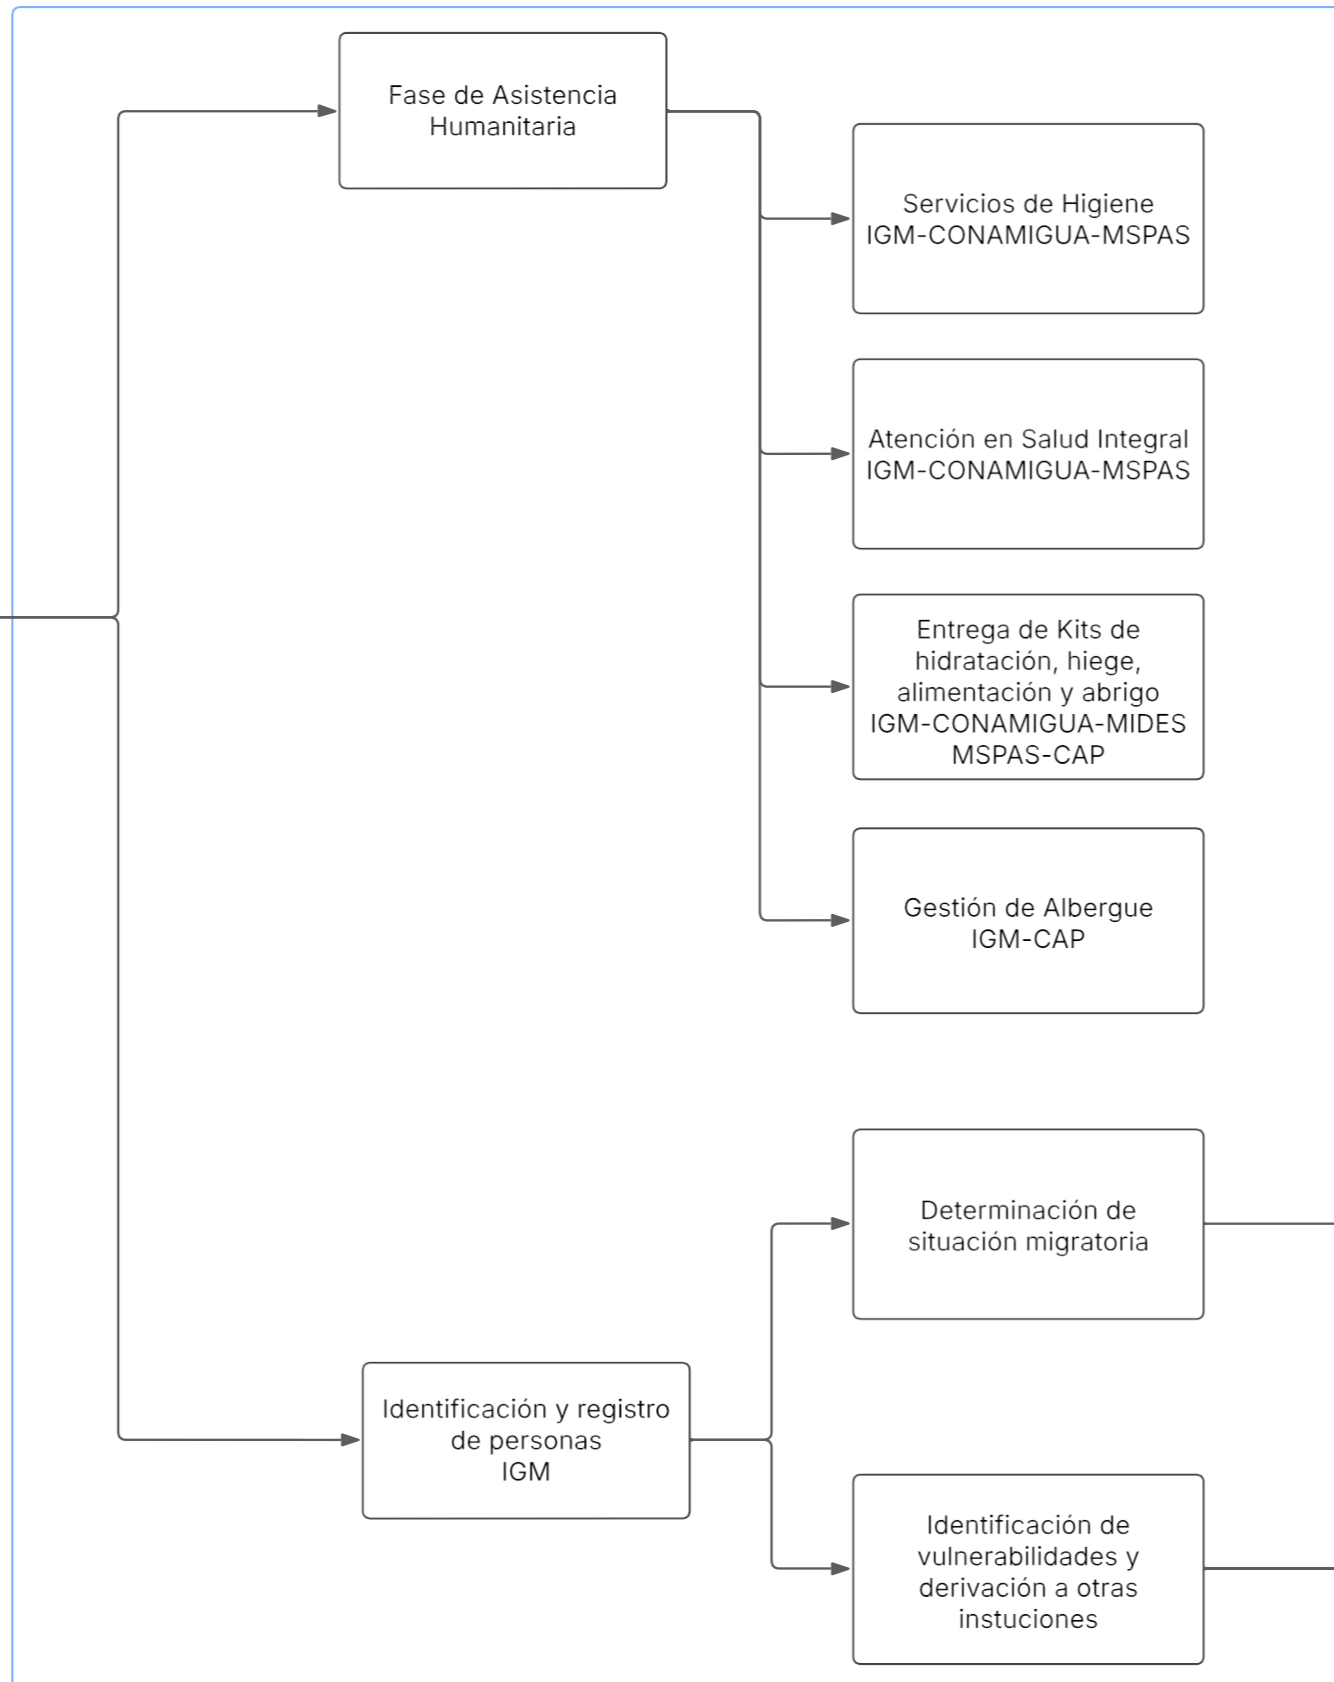 Fase de Asistencia
Humanitaria
Servicios de Higiene
IGM-CONAMIGUA-MSPAS
Atención en Salud Integral
IGM-CONAMIGUA-MSPAS
Entrega de Kits de
hidratación, hiege,
alimentación y abrigo
IGM-CONAMIGUA-MIDES
MSPAS-CAP
Gestión de Albergue
IGM-CAP
Identificación y registro
de personas
IGM
Determinación de
situación migratoria
Identificación de
vulnerabilidades y
derivación a otras
instuciones